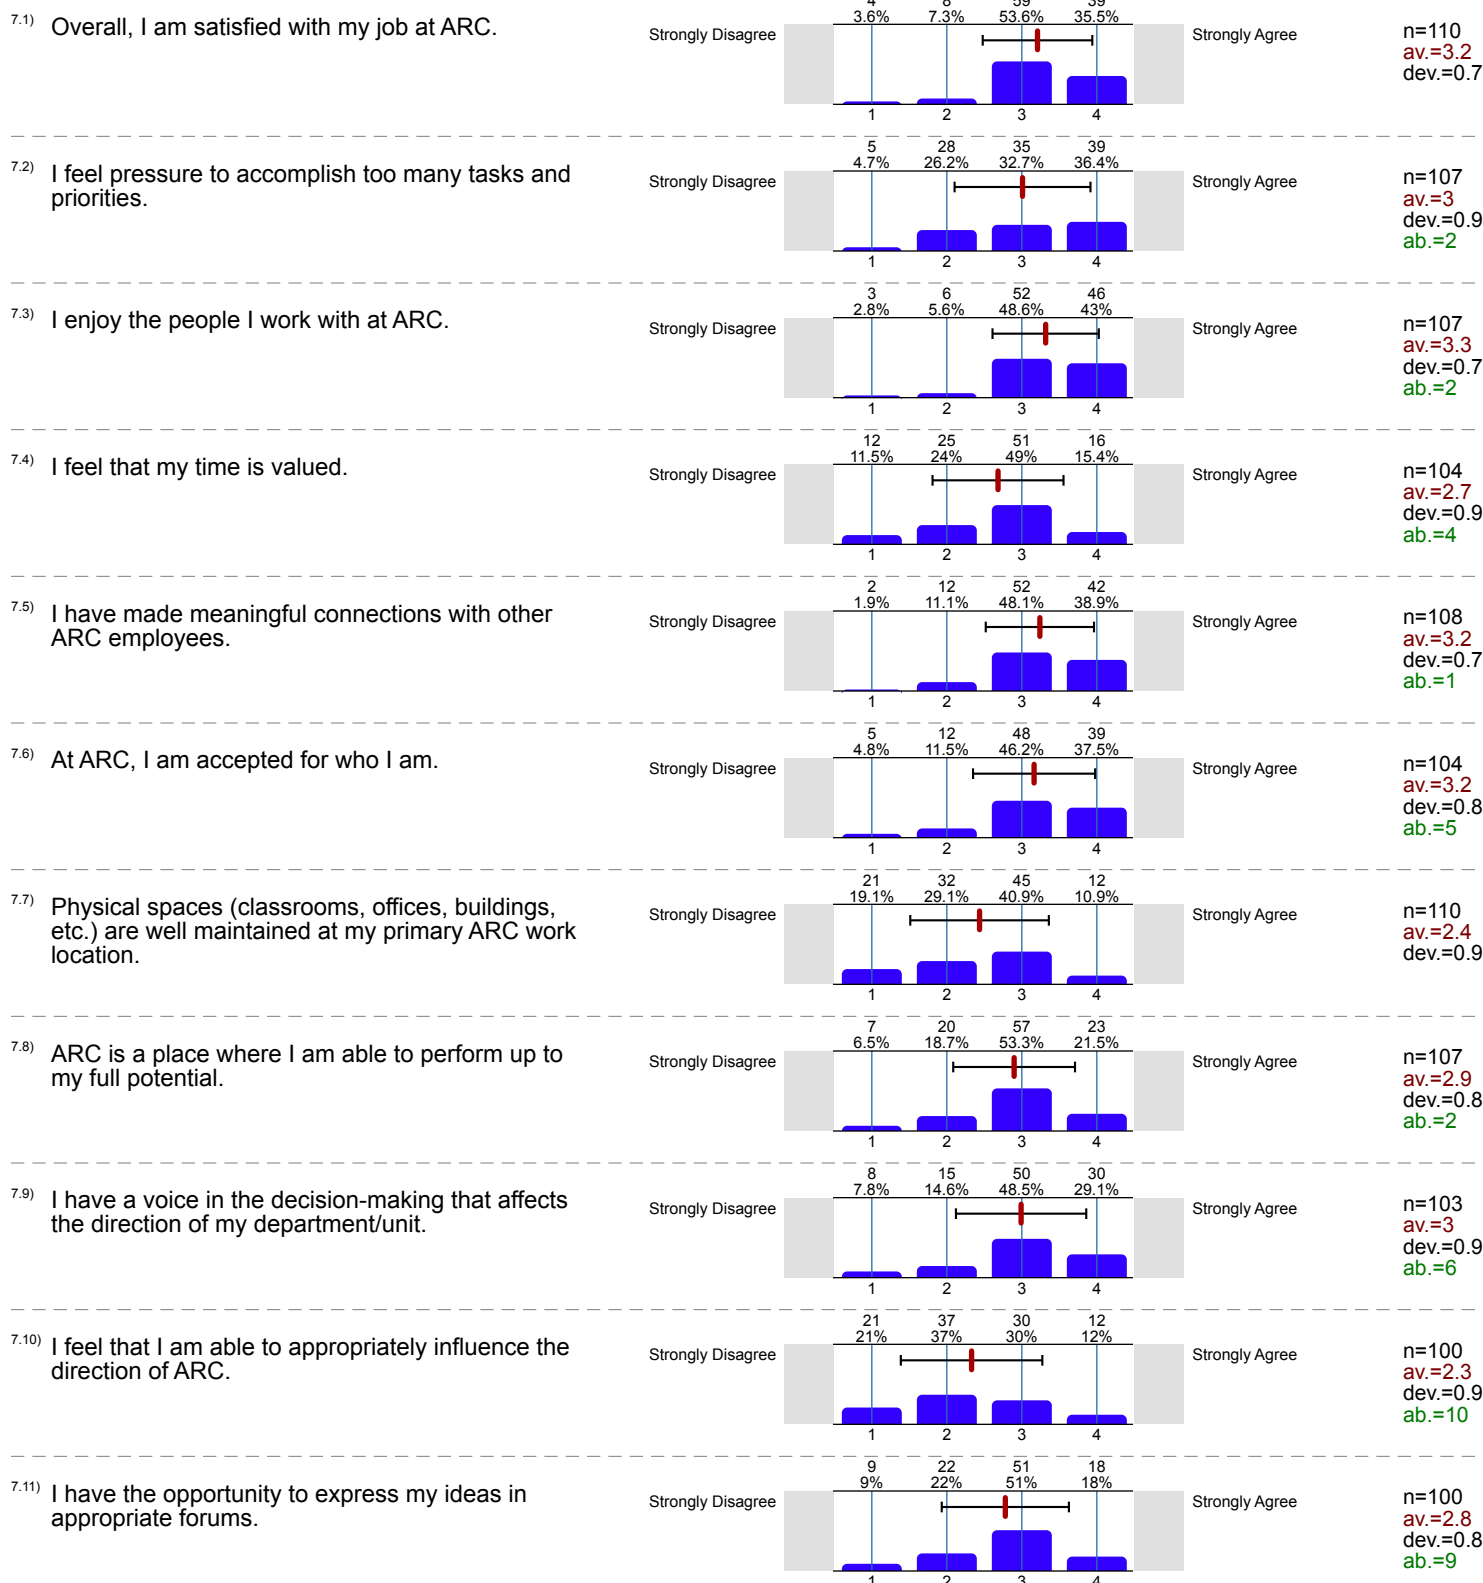 4 8 59 39
3.6% 7.3% 53.6% 35.5%
7.1) Overall, I am satisfied with my job at ARC.
Strongly Disagree
Strongly Agree
n=110
av.=3.2
dev.=0.7
1 2 3 4
5 28 35 39
4.7% 26.2% 32.7% 36.4%
7.2) I feel pressure to accomplish too many tasks and
priorities.
Strongly Disagree
Strongly Agree
n=107
av.=3
dev.=0.9
ab.=2
1 2 3 4
3 6 52 46
2.8% 5.6% 48.6% 43%
7.3) I enjoy the people I work with at ARC.
Strongly Disagree
Strongly Agree
n=107
av.=3.3
dev.=0.7
ab.=2
1 2 3 4
12 25 51 16
11.5% 24% 49% 15.4%
7.4) I feel that my time is valued.
Strongly Disagree
Strongly Agree
n=104
av.=2.7
dev.=0.9
ab.=4
1 2 3 4
2 12 52 42
1.9% 11.1% 48.1% 38.9%
7.5) I have made meaningful connections with other
ARC employees.
Strongly Disagree
Strongly Agree
n=108
av.=3.2
dev.=0.7
ab.=1
1 2 3 4
5 12 48 39
4.8% 11.5% 46.2% 37.5%
7.6) At ARC, I am accepted for who I am.
Strongly Disagree
Strongly Agree
n=104
av.=3.2
dev.=0.8
ab.=5
1 2 3 4
21 32 45 12
19.1% 29.1% 40.9% 10.9%
7.7) Physical spaces (classrooms, offices, buildings,
etc.) are well maintained at my primary ARC work
location.
Strongly Disagree
Strongly Agree
n=110
av.=2.4
dev.=0.9
1 2 3 4
7 20 57 23
6.5% 18.7% 53.3% 21.5%
7.8) ARC is a place where I am able to perform up to
my full potential.
Strongly Disagree
Strongly Agree
n=107
av.=2.9
dev.=0.8
ab.=2
1 2 3 4
8 15 50 30
7.8% 14.6% 48.5% 29.1%
7.9) I have a voice in the decision-making that affects
the direction of my department/unit.
Strongly Disagree
Strongly Agree
n=103
av.=3
dev.=0.9
ab.=6
1 2 3 4
21 37 30 12
21% 37% 30% 12%
7.10) I feel that I am able to appropriately influence the
direction of ARC.
Strongly Disagree
Strongly Agree
n=100
av.=2.3
dev.=0.9
ab.=10
1 2 3 4
9 22 51 18
9% 22% 51% 18%
7.11) I have the opportunity to express my ideas in
appropriate forums.
Strongly Disagree
Strongly Agree
n=100
av.=2.8
dev.=0.8
ab.=9
1 2 3 4